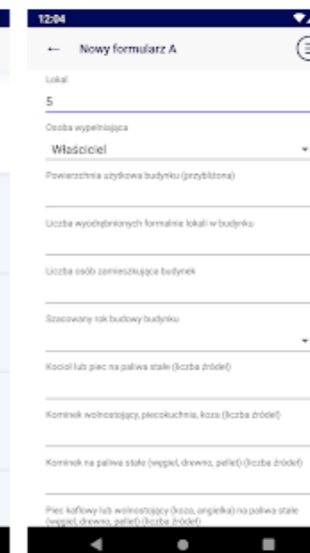 12:04
Nowy formularz A
Lokal
5
Osoba wypełniająca
Właściciel
Powierzchnia użytkowa budynku (przybliżona)
Liczba wyodrębnionych formalnie lokali w budynku
Liczba osób zamieszkująca budynek
Szacowany rok budowy budynku
Kocioł lub piec na paliwa stałe (liczba źródeł)
Kominek wolnostojący, piecokuchnia, koza (liczba źródeł)
Kominek na paliwa stałe (węgiel, drewno, pellet) (liczba źródeł)
Piec kaflowy lub wolnostojący (koza, angielka) na paliwa stałe
(węgiel, drewno, pellet) (liczba źródeł)